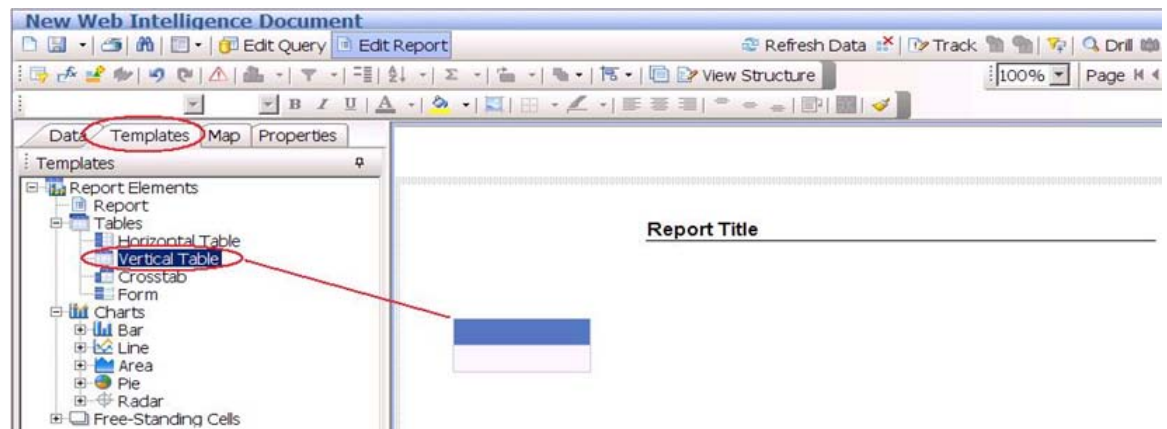 New Web Intelligence Document
Edit Query Edit Report Refresh Data Track Drill
View Structure 100% Page
B I U A
Data Templates Map Properties
Templates
Report Elements
Report
Tables
Horizontal Table
Vertical Table
Crosstab
Form
Charts
Bar
Line
Area
Pie
Radar
Free-Standing Cells
Report Title